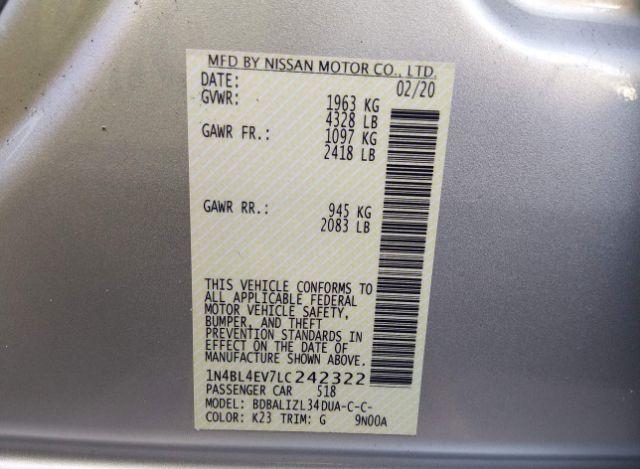 MFD BY NISSAN MOTOR CO., LTD.
DATE: 02/20
GVWR: 1963 KG
4328 LB
GAWR FR.: 1097 KG
2418 LB
GAWR RR.: 945 KG
2083 LB
THIS VEHICLE CONFORMS TO
ALL APPLICABLE FEDERAL
MOTOR VEHICLE SAFETY,
BUMPER, AND THEFT
PREVENTION STANDARDS IN
EFFECT ON THE DATE OF
MANUFACTURE SHOWN ABOVE.
1N4BL4EV7LC242322
PASSENGER CAR 518
MODEL: BDBALIZL34DUA-C-C-
COLOR: K23 TRIM: G 9N00A